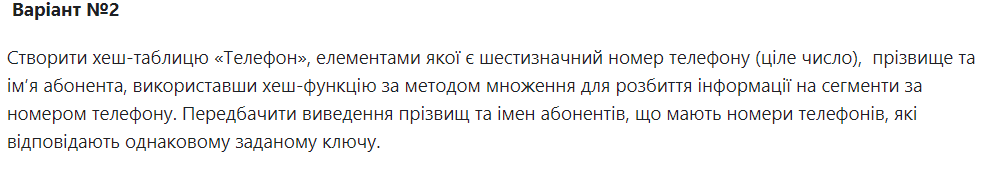 Варіант №2
Створити хеш-таблицю «Телефон», елементами якої є шестизначний номер телефону (ціле число), прізвище та
ім’я абонента, використавши хеш-функцію за методом множення для розбиття інформації на сегменти за
номером телефону. Передбачити виведення прізвищ та імен абонентів, що мають номери телефонів, які
відповідають однаковому заданому ключу.